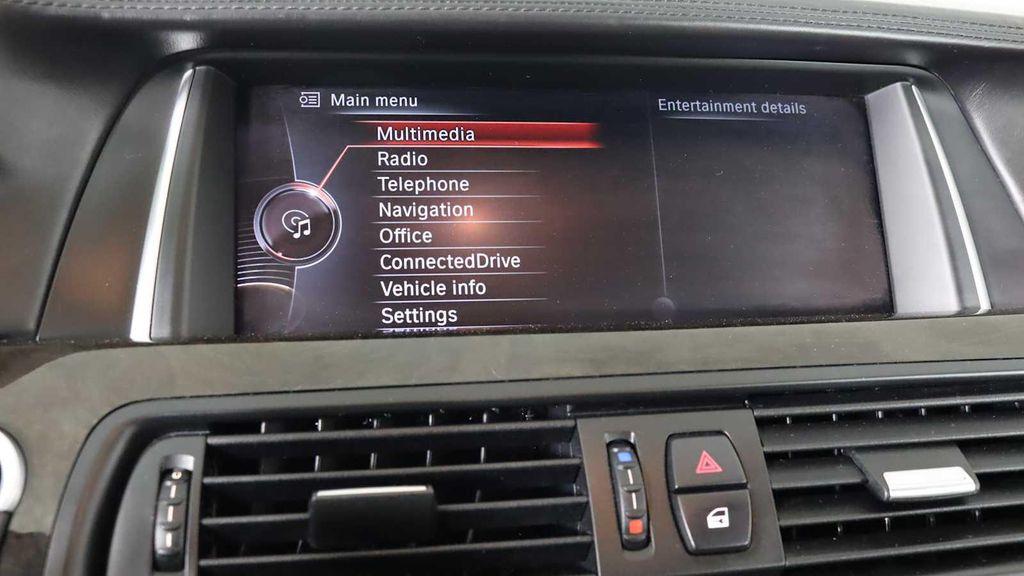 Main menu
Entertainment details
Multimedia
Radio
Telephone
Navigation
Office
ConnectedDrive
Vehicle info
Settings